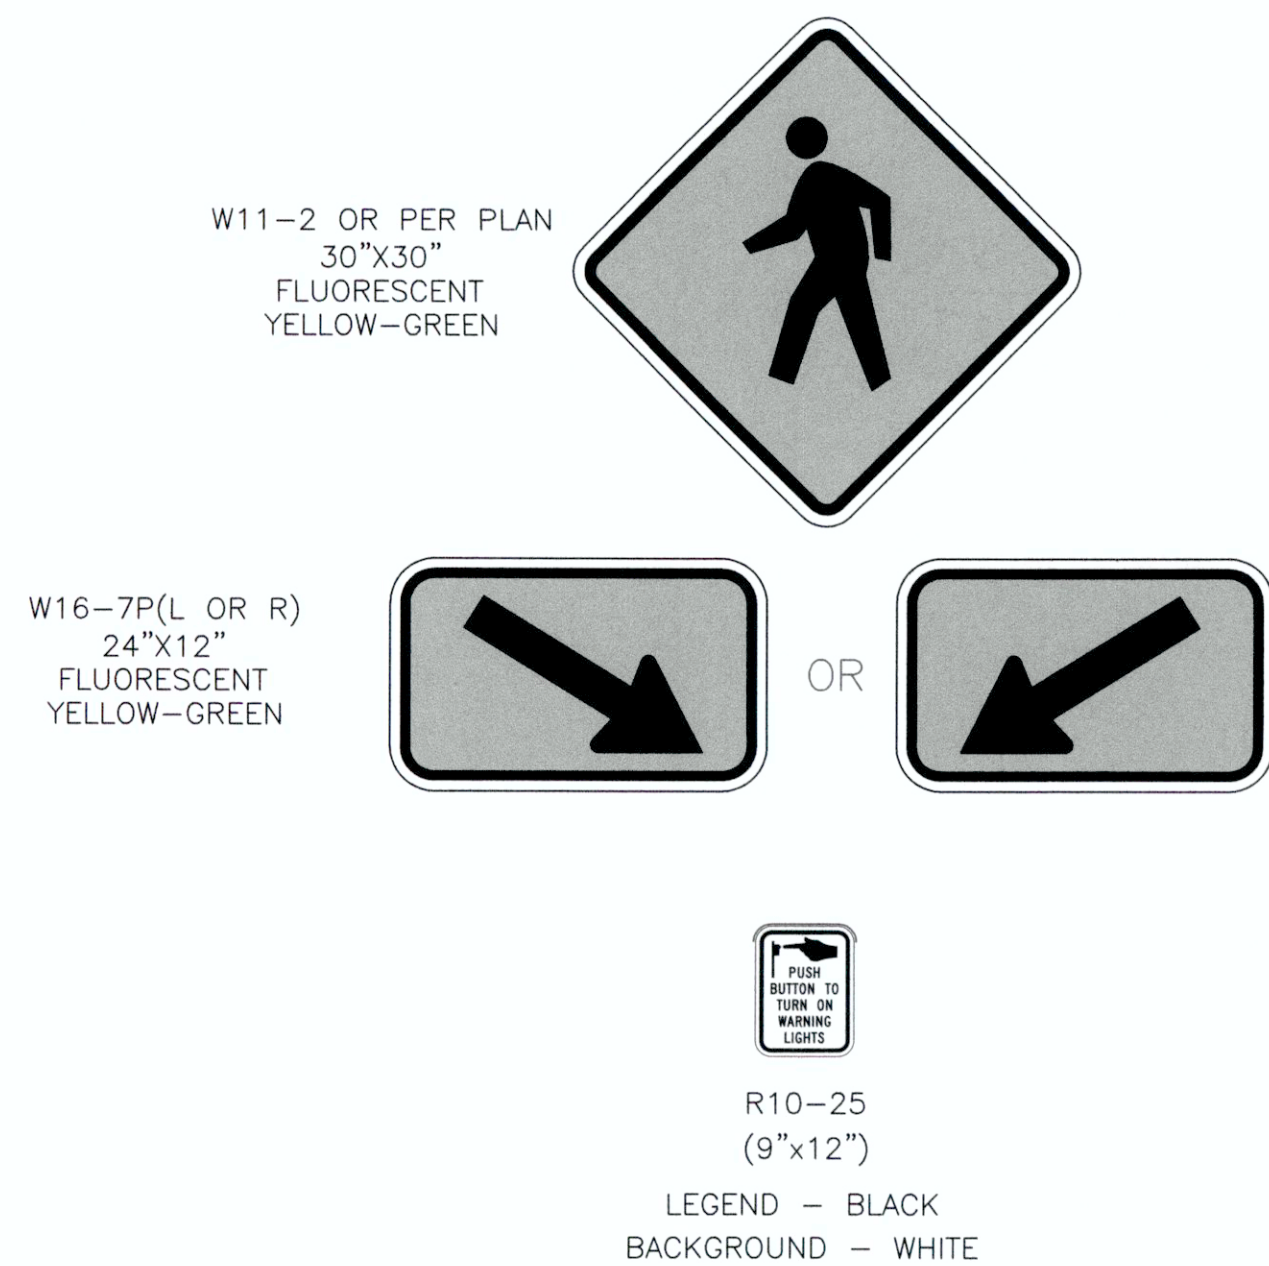 W11-2 OR PER PLAN
30"X30"
FLUORESCENT
YELLOW-GREEN
W16-7P(L OR R)
24"X12"
FLUORESCENT
YELLOW-GREEN
OR
PUSH
BUTTON TO
TURN ON
WARNING
LIGHTS
R10-25
(9"x12")
LEGEND - BLACK
BACKGROUND - WHITE